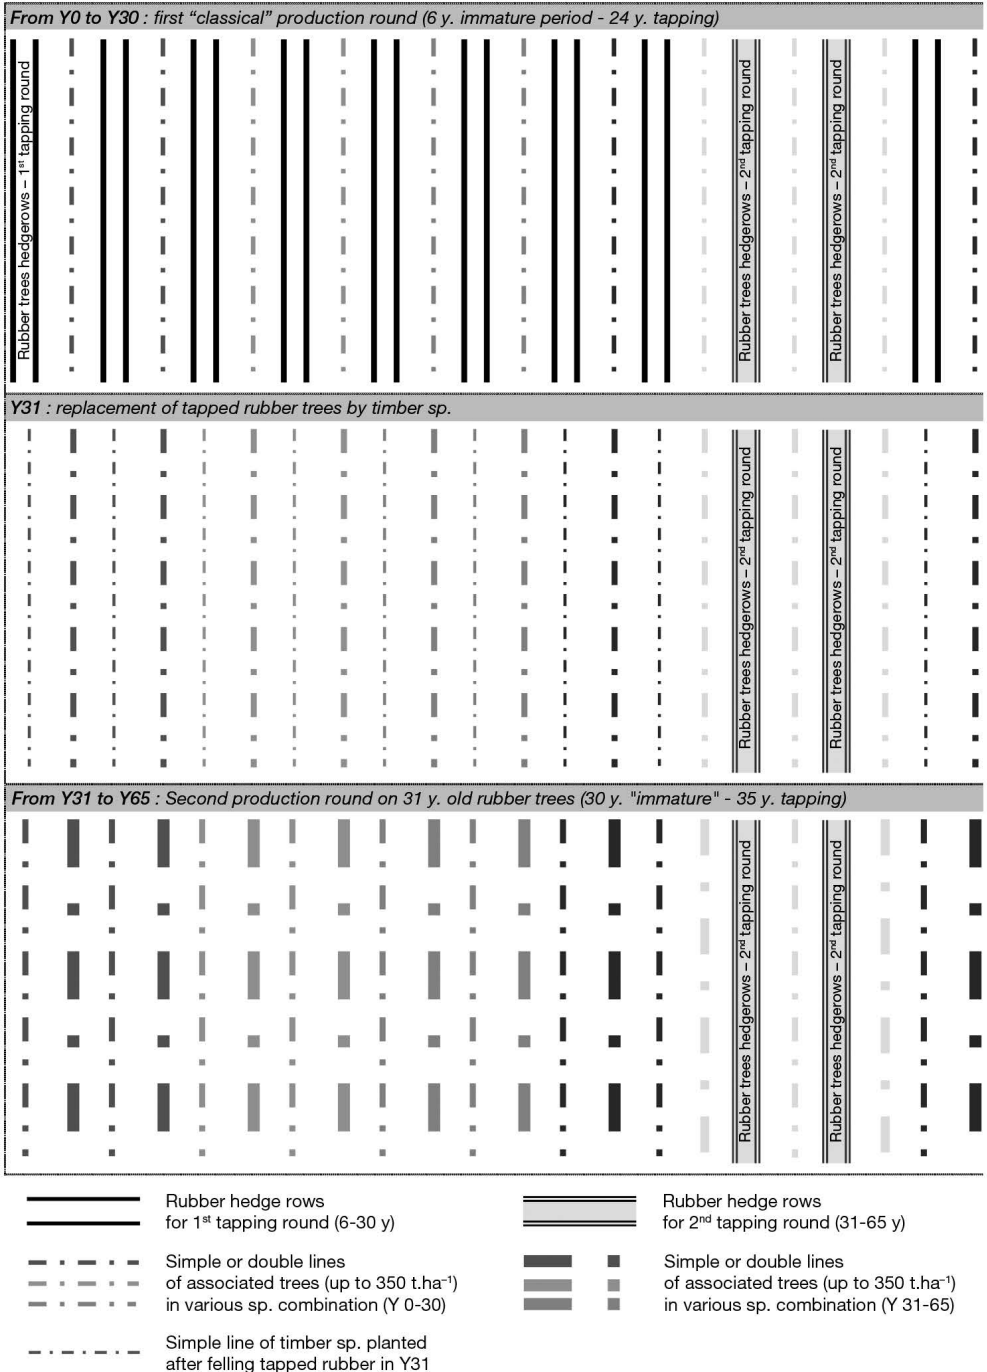 From Y0 to Y30 : first “classical” production round (6 y. immature period - 24 y. tapping)
Rubber trees hedgerows – 1st tapping round
Rubber trees hedgerows – 2nd tapping round
Rubber trees hedgerows – 2nd tapping round
Y31 : replacement of tapped rubber trees by timber sp.
Rubber trees hedgerows – 2nd tapping round
Rubber trees hedgerows – 2nd tapping round
From Y31 to Y65 : Second production round on 31 y. old rubber trees (30 y. "immature" - 35 y. tapping)
Rubber trees hedgerows – 2nd tapping round
Rubber trees hedgerows – 2nd tapping round
Rubber hedge rows
for 1st tapping round (6-30 y)
Simple or double lines
of associated trees (up to 350 t.ha–1)
in various sp. combination (Y 0-30)
Simple line of timber sp. planted
after felling tapped rubber in Y31
Rubber hedge rows
for 2nd tapping round (31-65 y)
Simple or double lines
of associated trees (up to 350 t.ha–1)
in various sp. combination (Y 31-65)